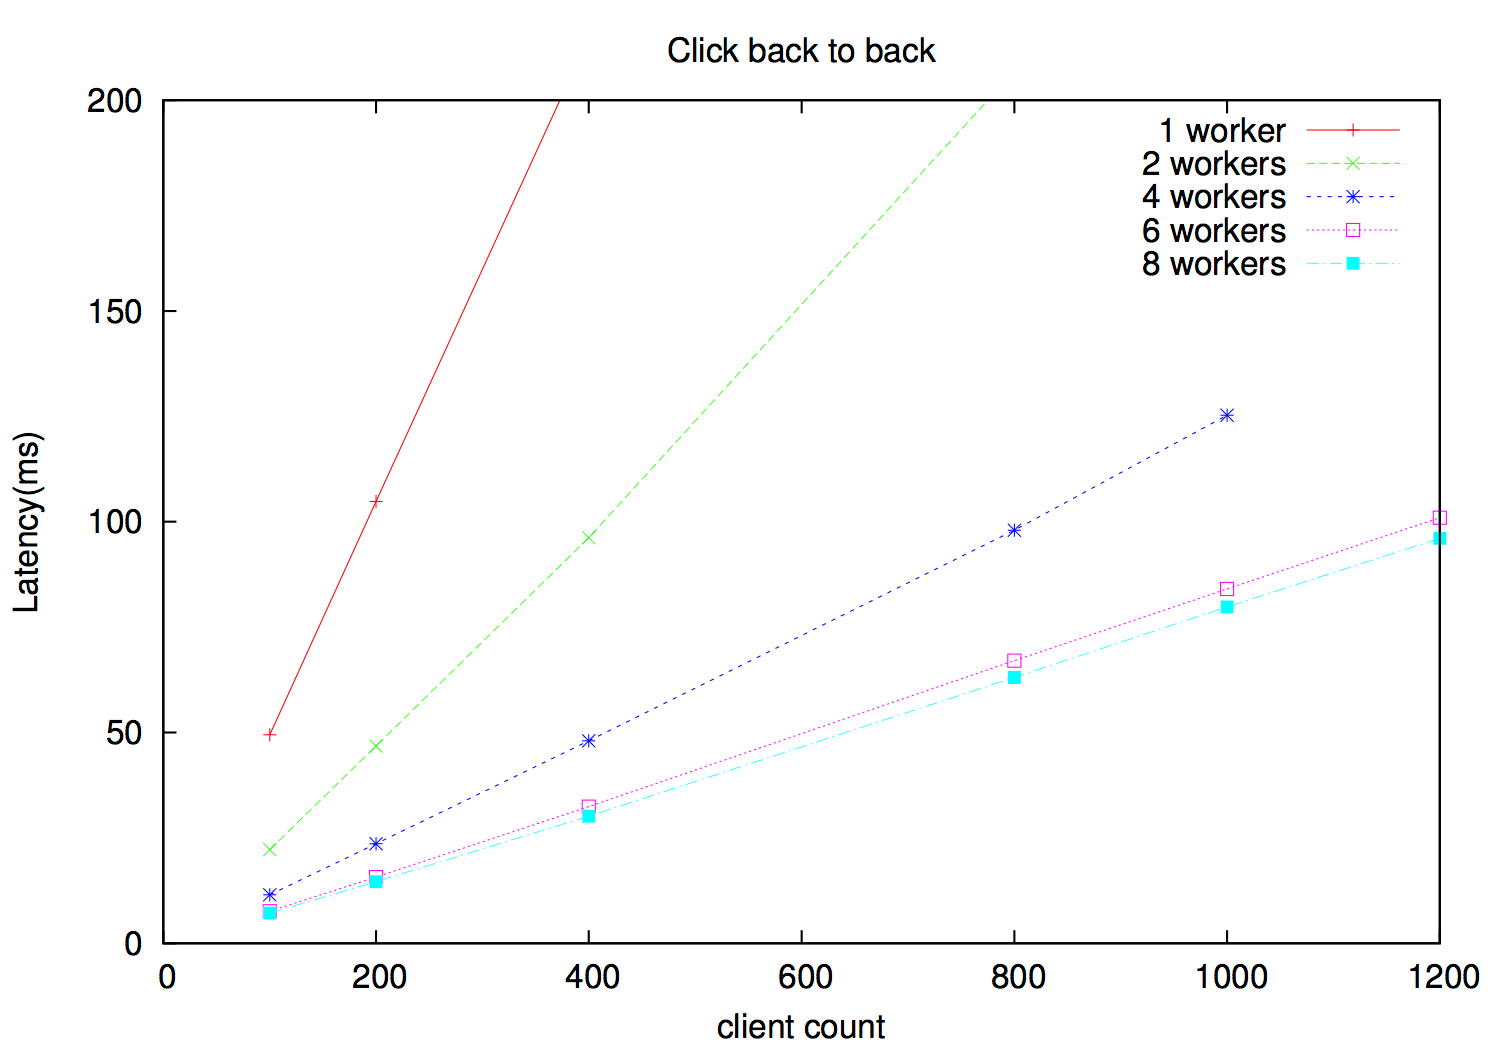 Click back to back
200
150
100
50
0
Latency(ms)
1 worker
2 workers
4 workers
6 workers
8 workers
0 200 400 600 800 1000 1200
client count